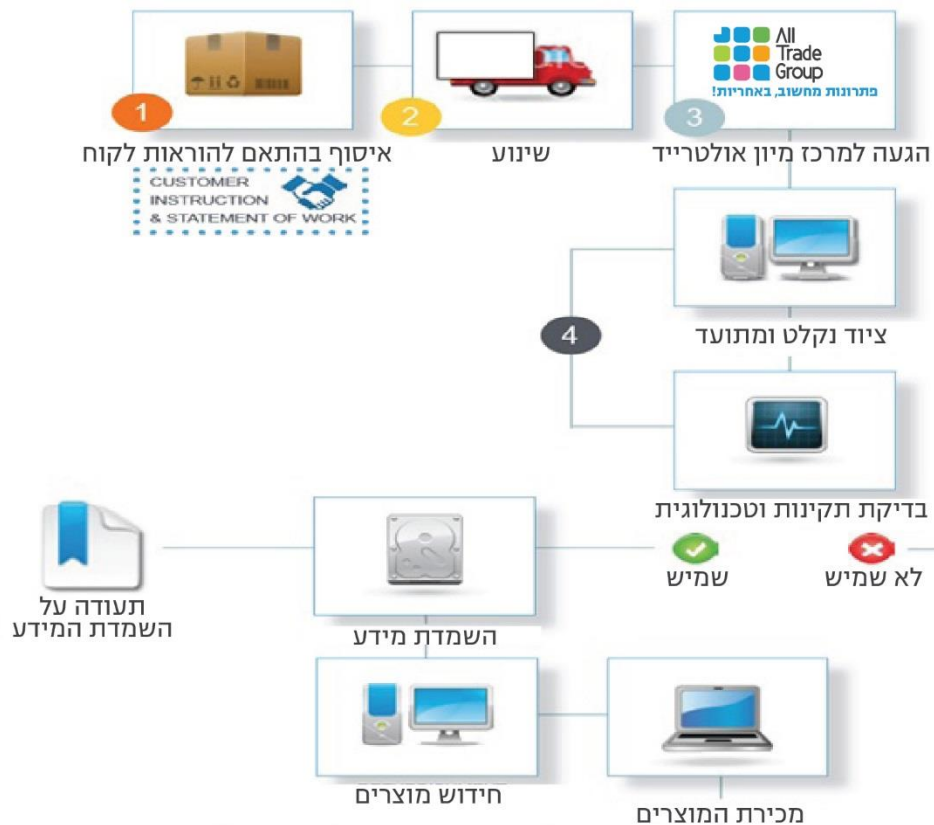 All
Trade
Group
פתרונות מחשוב, באחריות!
1
2
3
איסוף בהתאם להוראות לקוח
שינוע
הגעה למרכז מיון אולטרייד
CUSTOMER
INSTRUCTION
& STATEMENT OF WORK
4
ציוד נקלט ומתועד
בדיקת תקינות וטכנולוגית
שמיש
לא שמיש
תעודה על
השמדת המידע
השמדת מידע
חידוש מוצרים
מכירת המוצרים